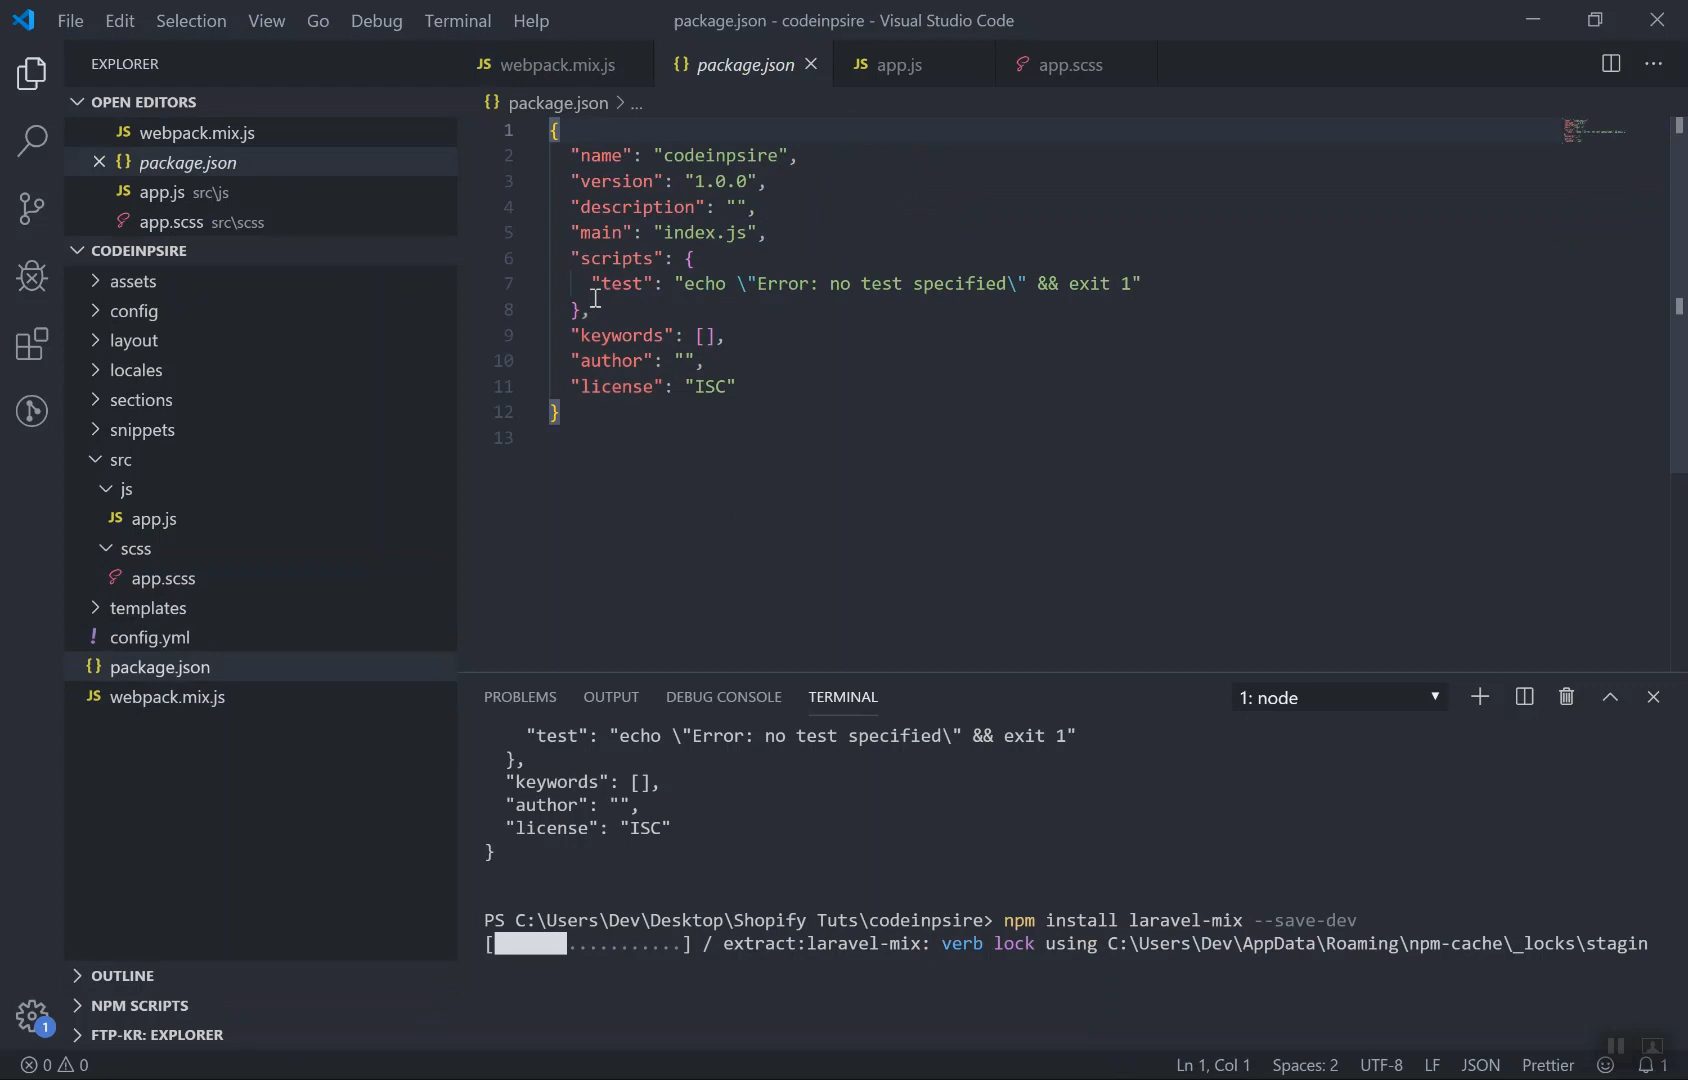 File Edit Selection View Go Debug Terminal Help
package.json - codeinpsire - Visual Studio Code
EXPLORER
OPEN EDITORS
JS webpack.mix.js
{} package.json
JS app.js src\js
app.scss src\scss
CODEINPSIRE
assets
config
layout
locales
sections
snippets
src
js
JS app.js
scss
app.scss
templates
! config.yml
{} package.json
JS webpack.mix.js
OUTLINE
NPM SCRIPTS
FTP-KR: EXPLORER
JS webpack.mix.js
{} package.json
JS app.js
app.scss
{} package.json > ...
1 {
2 "name": "codeinpsire",
3 "version": "1.0.0",
4 "description": "",
5 "main": "index.js",
6 "scripts": {
7 "test": "echo \"Error: no test specified\" && exit 1"
8 },
9 "keywords": [],
10 "author": "",
11 "license": "ISC"
12 }
13
PROBLEMS OUTPUT DEBUG CONSOLE TERMINAL
1: node
"test": "echo \"Error: no test specified\" && exit 1"
},
"keywords": [],
"author": "",
"license": "ISC"
}
PS C:\Users\Dev\Desktop\Shopify Tuts\codeinpsire> npm install laravel-mix --save-dev
[ ...........] / extract:laravel-mix: verb lock using C:\Users\Dev\AppData\Roaming\npm-cache\_locks\stagin
1
0 0
Ln 1, Col 1 Spaces: 2 UTF-8 LF JSON Prettier 1